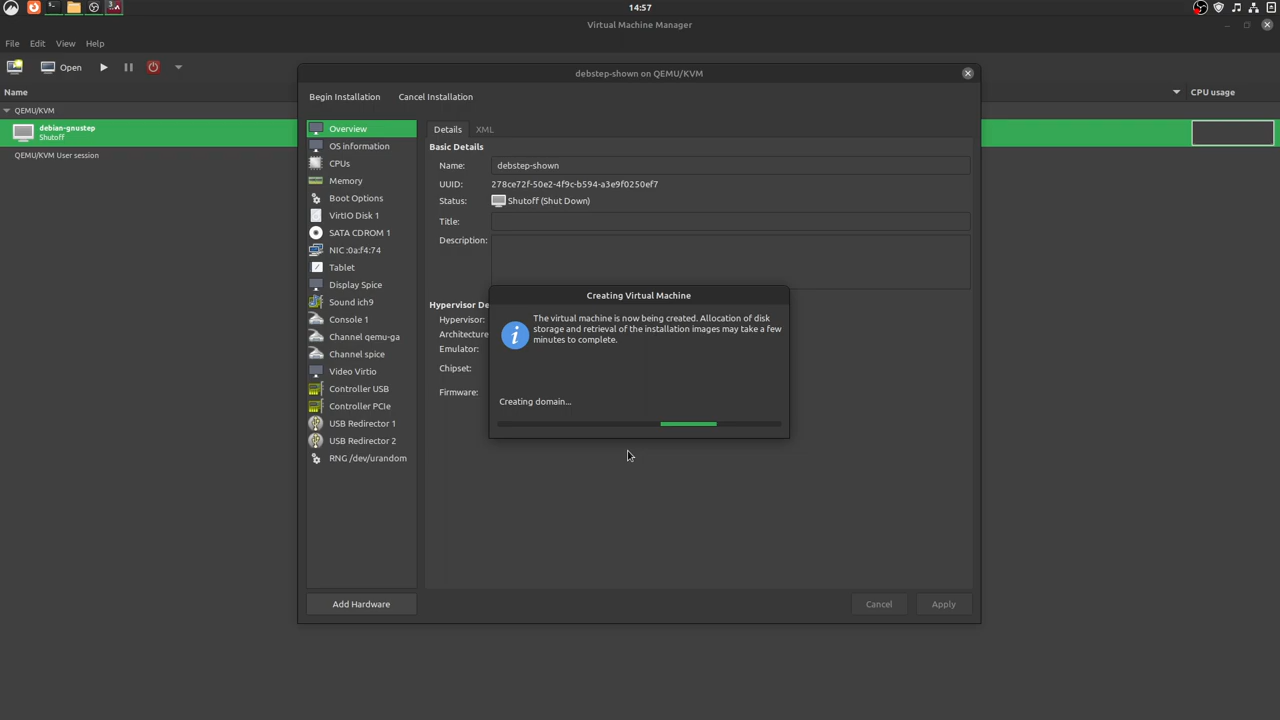 14:57
Virtual Machine Manager
File Edit View Help
Open
Name CPU usage
QEMU/KVM
debian-gnustep
Shutoff
QEMU/KVM User session
debstep-shown on QEMU/KVM
Begin Installation Cancel Installation
Overview
OS information
CPUs
Memory
Boot Options
VirtIO Disk 1
SATA CDROM 1
NIC :0a:f4:74
Tablet
Display Spice
Sound ich9
Console 1
Channel qemu-ga
Channel spice
Video Virtio
Controller USB
Controller PCIe
USB Redirector 1
USB Redirector 2
RNG /dev/urandom
Add Hardware
Details XML
Basic Details
Name: debstep-shown
UUID: 278ce72f-50e2-4f9c-b594-a3e9f0250ef7
Status: Shutoff (Shut Down)
Title:
Description:
Hypervisor De
Hypervisor:
Architecture
Emulator:
Chipset:
Firmware:
Creating Virtual Machine
The virtual machine is now being created. Allocation of disk
storage and retrieval of the installation images may take a few
minutes to complete.
Creating domain...
Cancel Apply